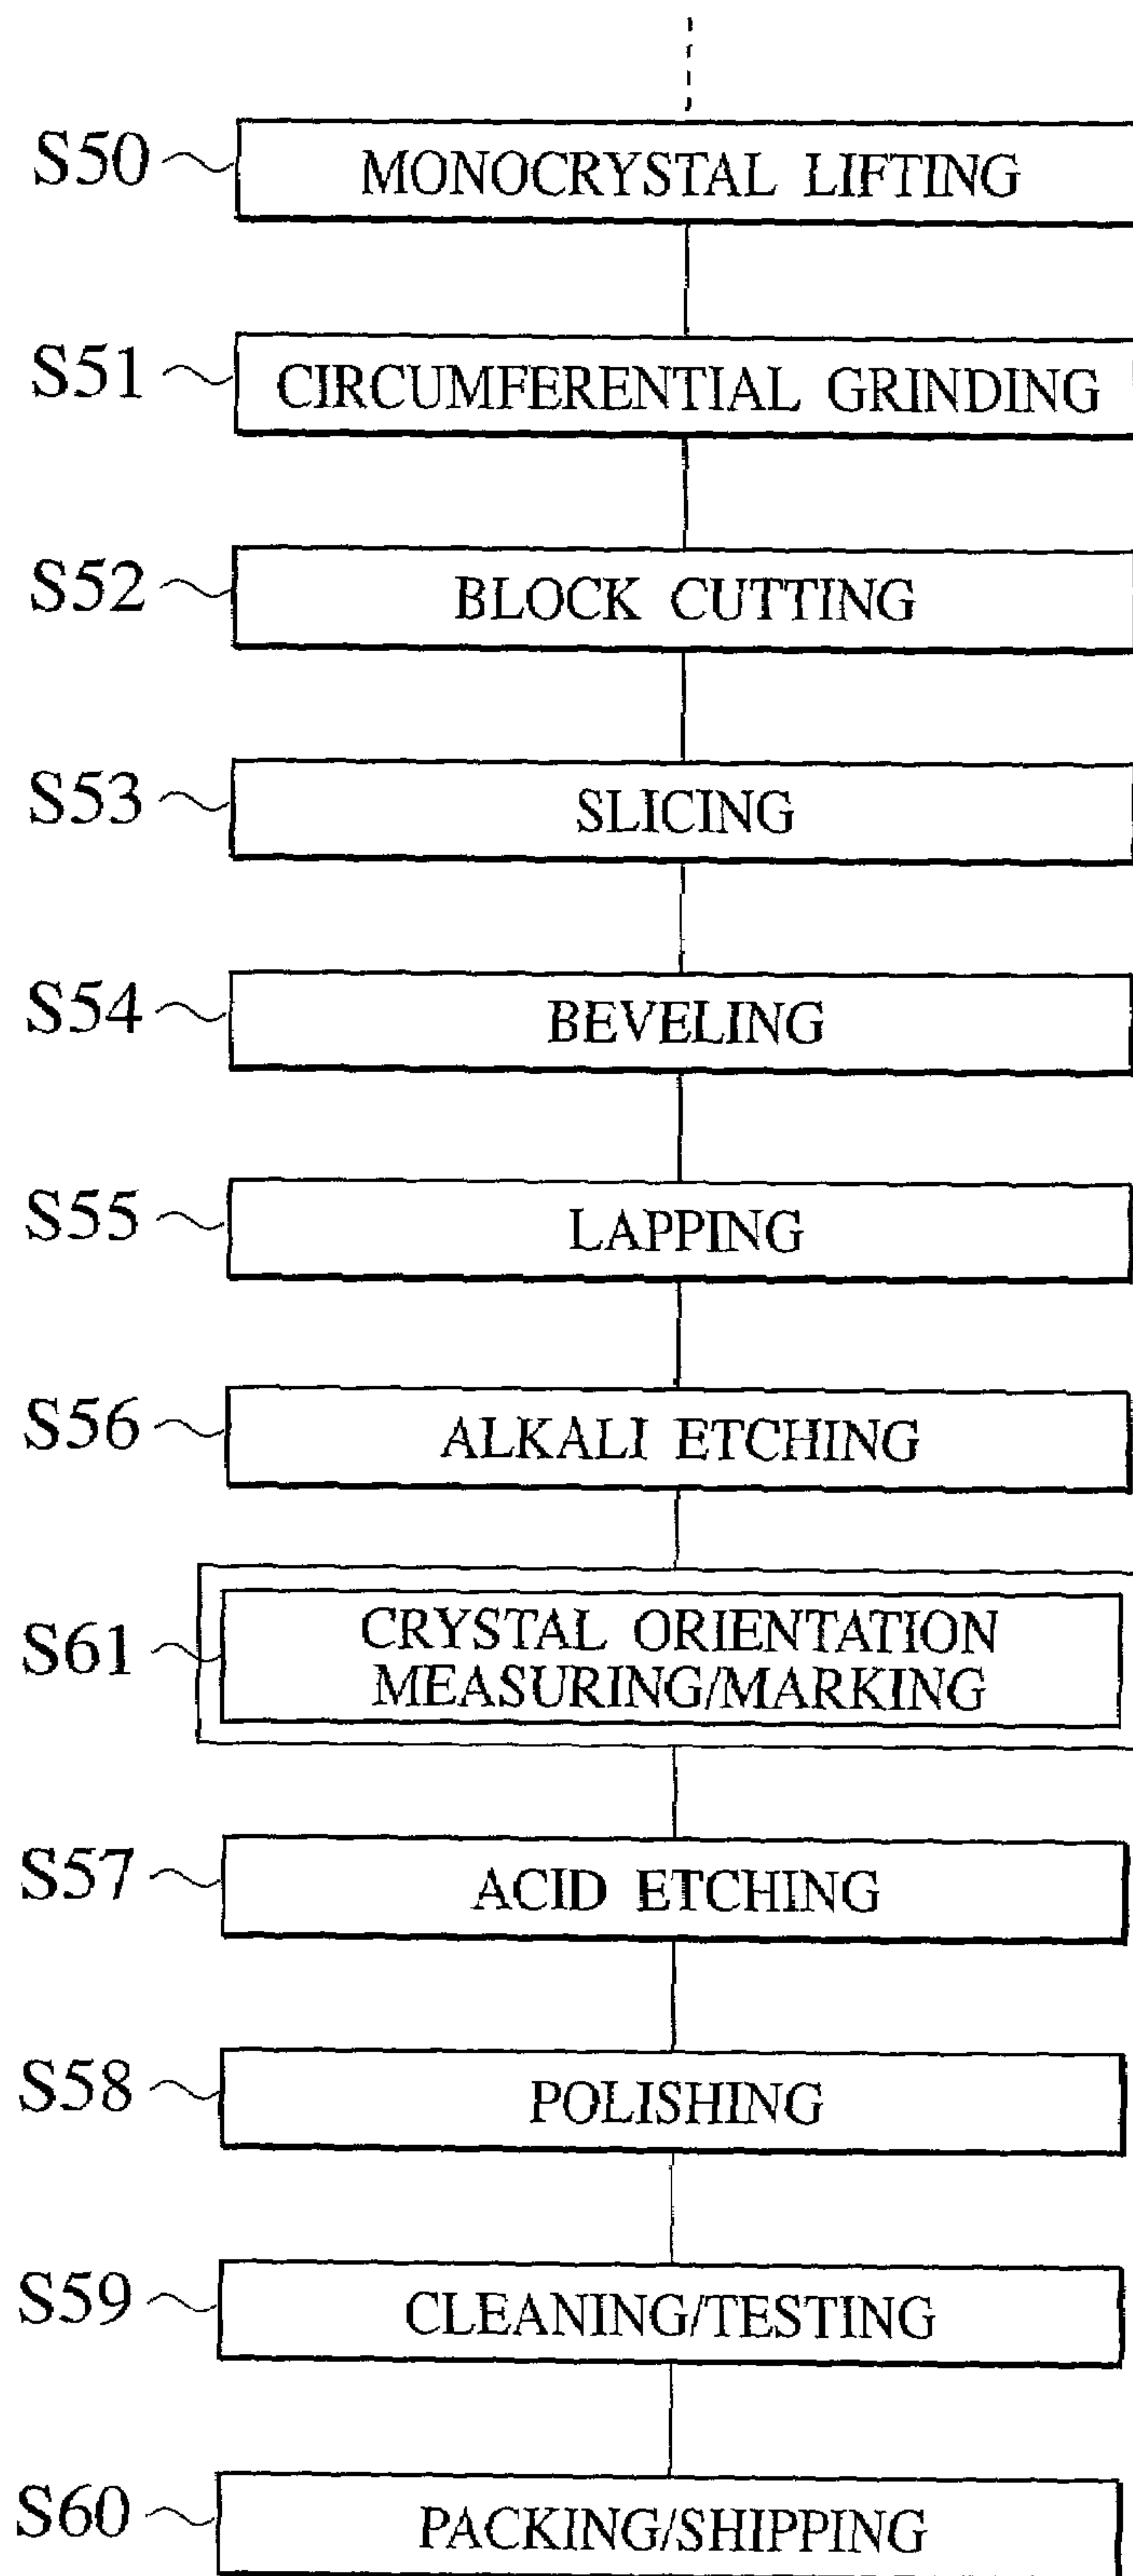 S50 MONOCRYSTAL LIFTING
S51 CIRCUMFERENTIAL GRINDING
S52 BLOCK CUTTING
S53 SLICING
S54 BEVELING
S55 LAPPING
S56 ALKALI ETCHING
S61 CRYSTAL ORIENTATION
MEASURING/MARKING
S57 ACID ETCHING
S58 POLISHING
S59 CLEANING/TESTING
S60 PACKING/SHIPPING